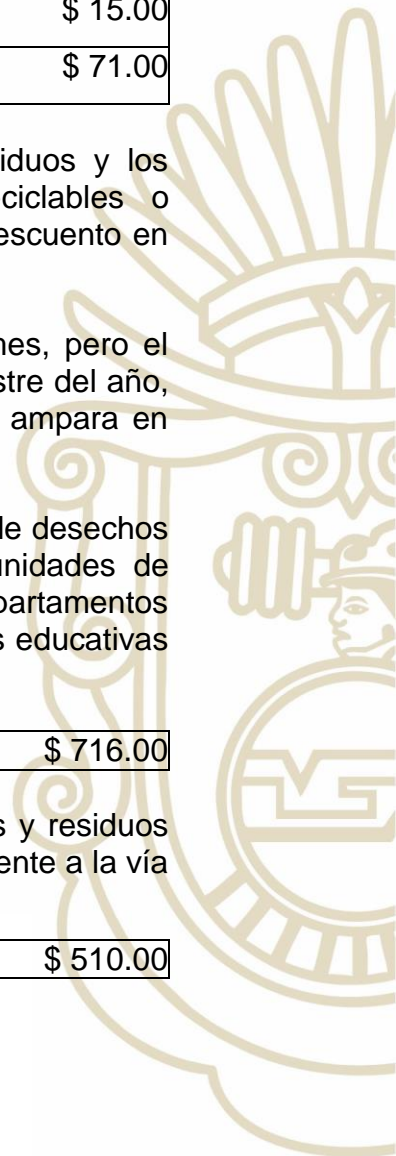 $ 15.00
$ 71.00
iduos y los
ciclables o
escuento en
nes, pero el
stre del año,
ampara en
de desechos
unidades de
partamentos
s educativas
$ 716.00
s y residuos
ente a la vía
$ 510.00